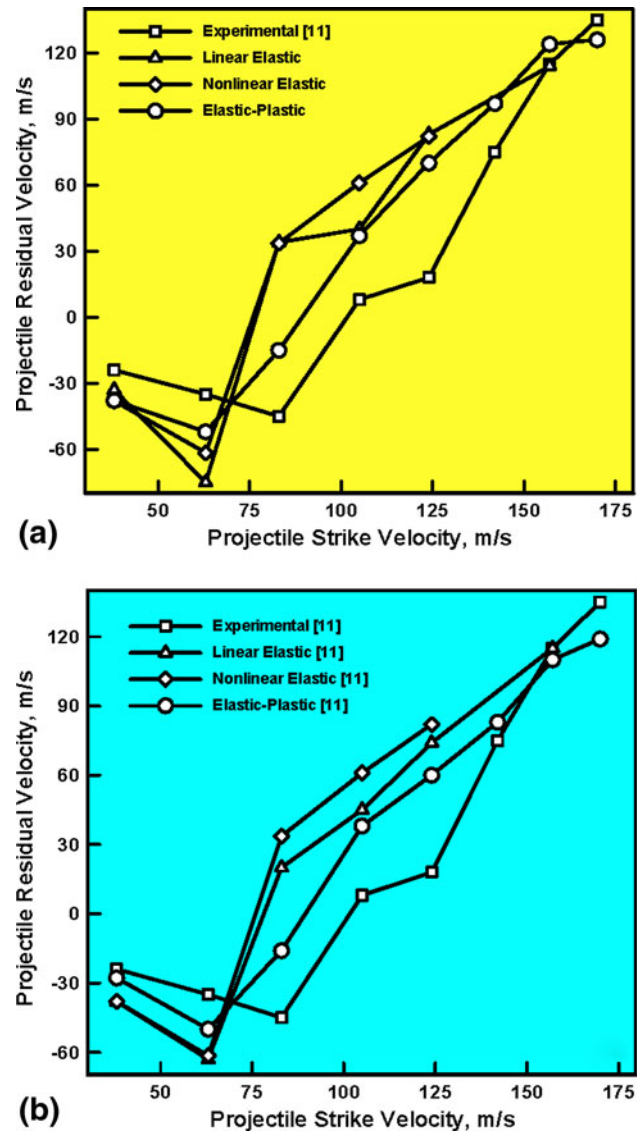 Experimental [11]
Linear Elastic
Nonlinear Elastic
Elastic-Plastic
Projectile Residual Velocity, m/s
120
90
60
30
0
-30
-60
50
75
100
125
150
175
Projectile Strike Velocity, m/s
(a)
Experimental [11]
Linear Elastic [11]
Nonlinear Elastic [11]
Elastic-Plastic [11]
Projectile Residual Velocity, m/s
120
90
60
30
0
-30
-60
50
75
100
125
150
175
Projectile Strike Velocity, m/s
(b)